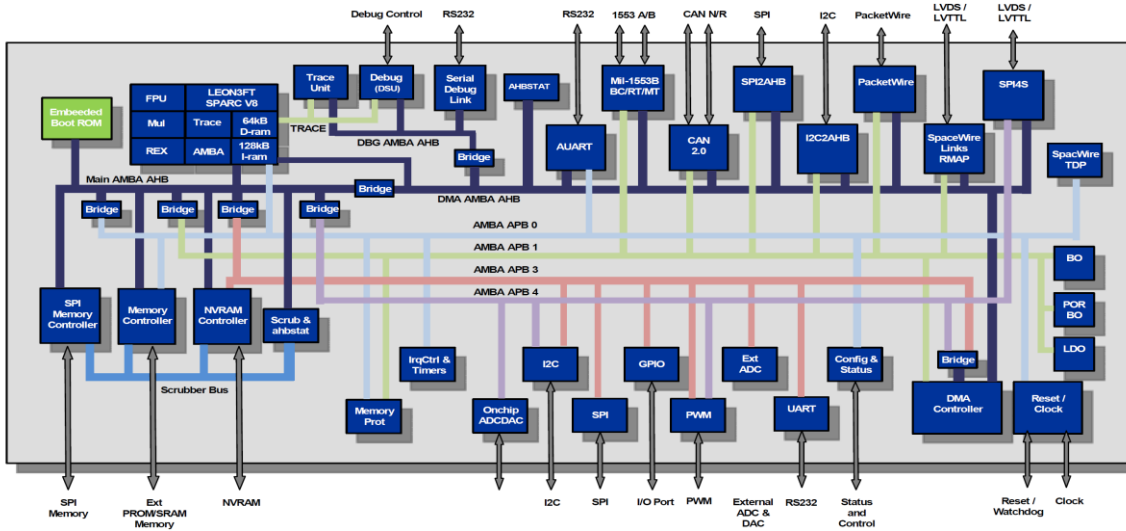 Debug Control
RS232
RS232
1553 A/B
CAN N/R
SPI
I2C
PacketWire
LVDS /
LVTTL
LVDS /
LVTTL
Embeeded
Boot ROM
FPU
LEON3FT
SPARC V8
Mul
Trace
64kB
D-ram
REX
AMBA
128kB
I-ram
Trace
Unit
Debug
(DSU)
Serial
Debug
Link
AHBSTAT
Mil-1553B
BC/RT/MT
SPI2AHB
PacketWire
SPI4S
TRACE
DBG AMBA AHB
Bridge
AUART
CAN
2.0
I2C2AHB
SpaceWire
Links
RMAP
SpacWire
TDP
Main AMBA AHB
Bridge
DMA AMBA AHB
Bridge
Bridge
Bridge
Bridge
AMBA APB 0
AMBA APB 1
AMBA APB 3
AMBA APB 4
BO
POR
BO
LDO
SPI
Memory
Controller
Memory
Controller
NVRAM
Controller
Scrub &
ahbstat
Scrubber Bus
IrqCtrl &
Timers
I2C
GPIO
Ext
ADC
Config &
Status
Bridge
Memory
Prot
Onchip
ADCDAC
SPI
PWM
UART
DMA
Controller
Reset /
Clock
SPI
Memory
Ext
PROM/SRAM
Memory
NVRAM
I2C
SPI
I/O Port
PWM
External
ADC &
DAC
RS232
Status
and
Control
Reset /
Watchdog
Clock